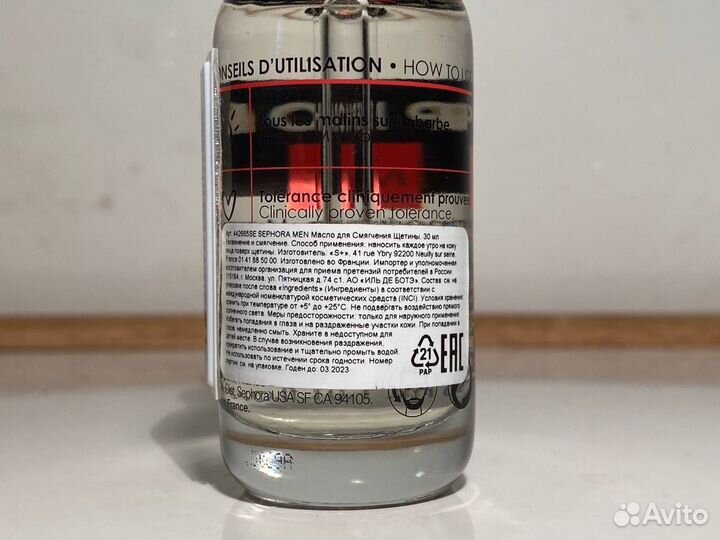 ONSEILS D'UTILISATION • HOW TO USE
Tous les matins sur la barbe.
Tolérance cliniquement prouvée
Clinically proven tolerance.
Арт. 442665SE SEPHORA MEN Масло для Смягчения Щетины. 30 мл
Увлажнение и смягчение. Способ применения: наносить каждое утро на кожу
лица поверх щетины. Изготовитель: «S+», 41 rue Ybry 92200 Neuilly sur seine,
France 01 41 88 50 00. Изготовлено во Франции. Импортер и уполномоченная
изготовителем организация для приема претензий потребителей в России
115184, г. Москва, ул. Пятницкая д.74 с1. АО «ИЛЬ ДЕ БОТЭ». Состав: см. на
упаковке после слова «Ingredients» (Ингредиенты) в соответствии с
международной номенклатурой косметических средств (INCI). Условия хранения:
хранить при температуре от +5° до +25°С. Не подвергать воздействию прямого
солнечного света. Меры предосторожности: только для наружного применения.
Избегать попадания в глаза и на раздраженные участки кожи. При попадании в
глаза, немедленно смыть. Хранить в недоступном для
детей месте. В случае возникновения раздражения,
прекратить использование и тщательно промыть водой.
Не использовать по истечении срока годности. Номер
партии: см. на упаковке. Годен до: 03.2023
21
PAP
EAC
Dist. Sephora USA SF CA 94105.
France.
Avito